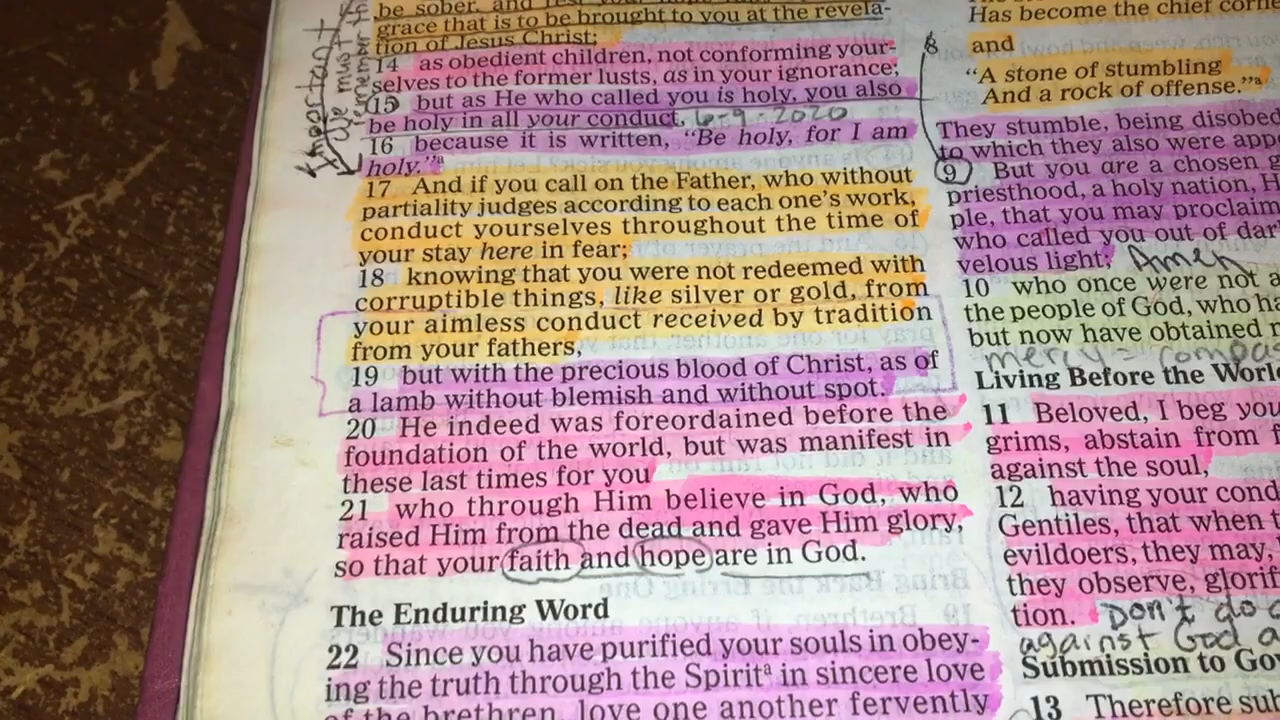 be sober, and
grace that is to be brought to you at the revela-
tion of Jesus Christ;
14 as obedient children, not conforming your-
selves to the former lusts, as in your ignorance;
15 but as He who called you is holy, you also
be holy in all your conduct, 6-9-2020
16 because it is written, "Be holy, for I am
holy."a
Important
We must
remember
17 And if you call on the Father, who without
partiality judges according to each one's work,
conduct yourselves throughout the time of
your stay here in fear;
18 knowing that you were not redeemed with
corruptible things, like silver or gold, from
your aimless conduct received by tradition
from your fathers,
19 but with the precious blood of Christ, as of
a lamb without blemish and without spot.
20 He indeed was foreordained before the
foundation of the world, but was manifest in
these last times for you
21 who through Him believe in God, who
raised Him from the dead and gave Him glory,
so that your faith and hope are in God.
The Enduring Word
22 Since you have purified your souls in obey-
ing the truth through the Spirita in sincere love
of the brethren, love one another fervently
Has become the chief corne
8
and
"A stone of stumbling
And a rock of offense."a
They stumble, being disobed
to which they also were app
9 But you are a chosen g
priesthood, a holy nation, H
ple, that you may proclaim
who called you out of dar
velous light; Amen
10 who once were not a
the people of God, who ha
but now have obtained
mercy = compas
Living Before the Worl
11 Beloved, I beg you
grims, abstain from f
against the soul,
12 having your cond
Gentiles, that when t
evildoers, they may,
they observe, glorif
tion. Don't do
against God
Submission to Gov
13 Therefore sub